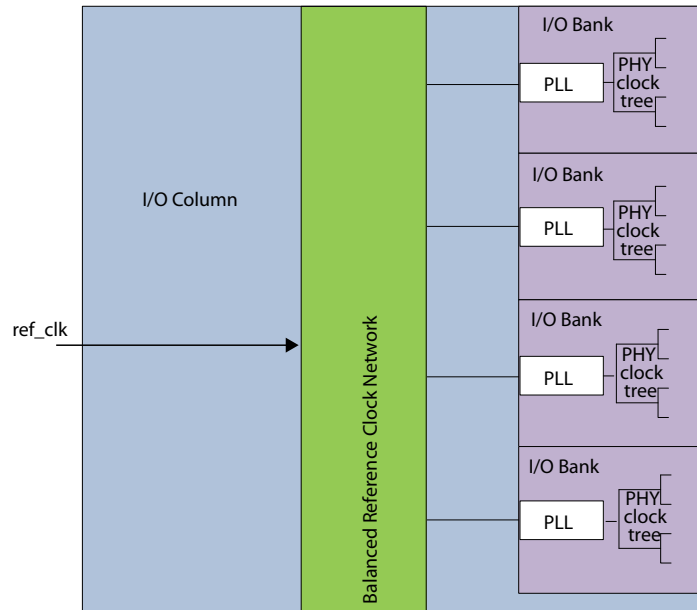 I/O Bank
PLL
PHY
clock
tree
I/O Bank
PLL
PHY
clock
tree
I/O Column
I/O Bank
PLL
PHY
clock
tree
ref_clk
Balanced Reference Clock Network
I/O Bank
PLL
PHY
clock
tree